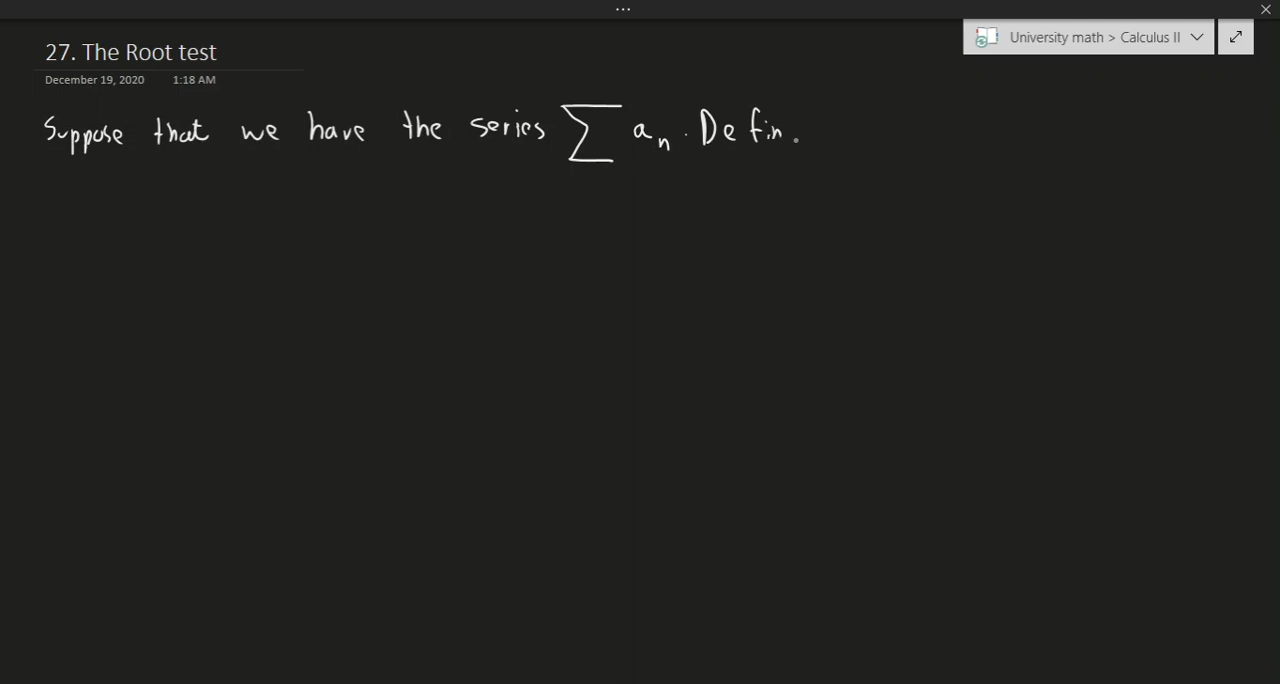 ...
University math > Calculus II
27. The Root test
December 19, 2020 1:18 AM
Suppose that we have the series ∑ aₙ. Defin